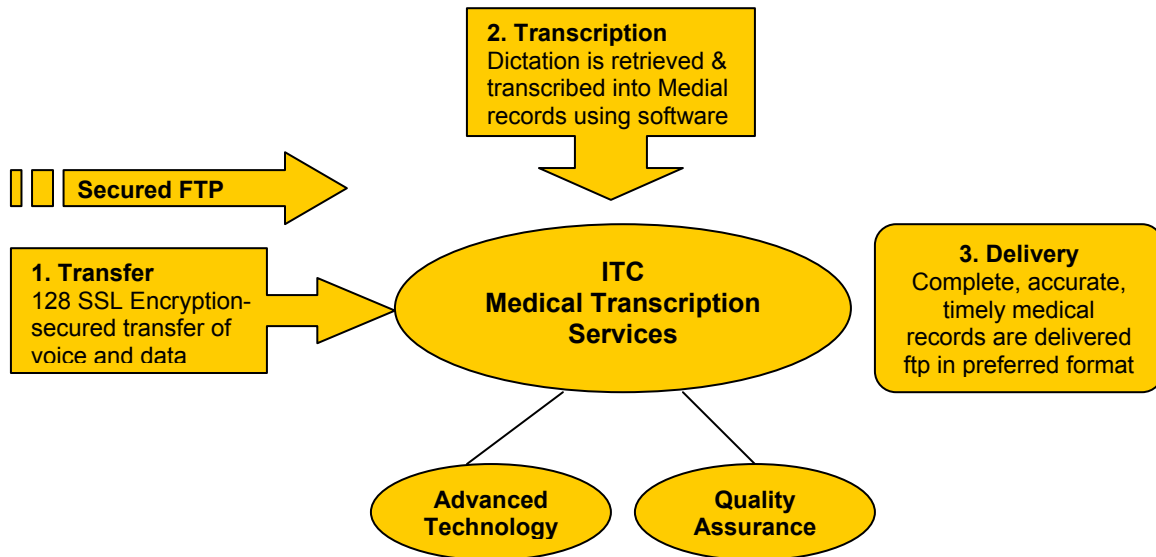 2. Transcription
Dictation is retrieved &
transcribed into Medial
records using software
Secured FTP
1. Transfer
128 SSL Encryption-
secured transfer of
voice and data
ITC
Medical Transcription
Services
3. Delivery
Complete, accurate,
timely medical
records are delivered
ftp in preferred format
Advanced
Technology
Quality
Assurance